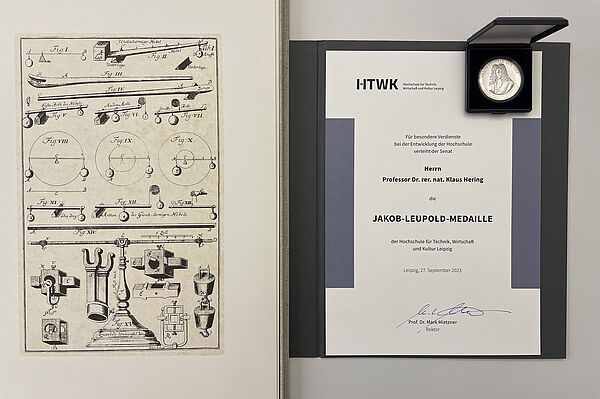 Fig: I.
Fig: II
Fig: III
Fig: IV
Fig: V
Fig: VI.
Fig: VII
Fig: VIII
Fig: IX
Fig: X.
Fig: XI.
Fig: XII.
Fig: XIII
Fig: XIV
Fig: XV
HTWK
Hochschule für Technik,
Wirtschaft und Kultur Leipzig
Für besondere Verdienste
bei der Entwicklung der Hochschule
verleiht der Senat
Herrn
Professor Dr. rer. nat. Klaus Hering
die
JAKOB-LEUPOLD-MEDAILLE
der Hochschule für Technik, Wirtschaft
und Kultur Leipzig
Leipzig, 27. September 2023
Prof. Dr. Mark Mietzner
Rektor